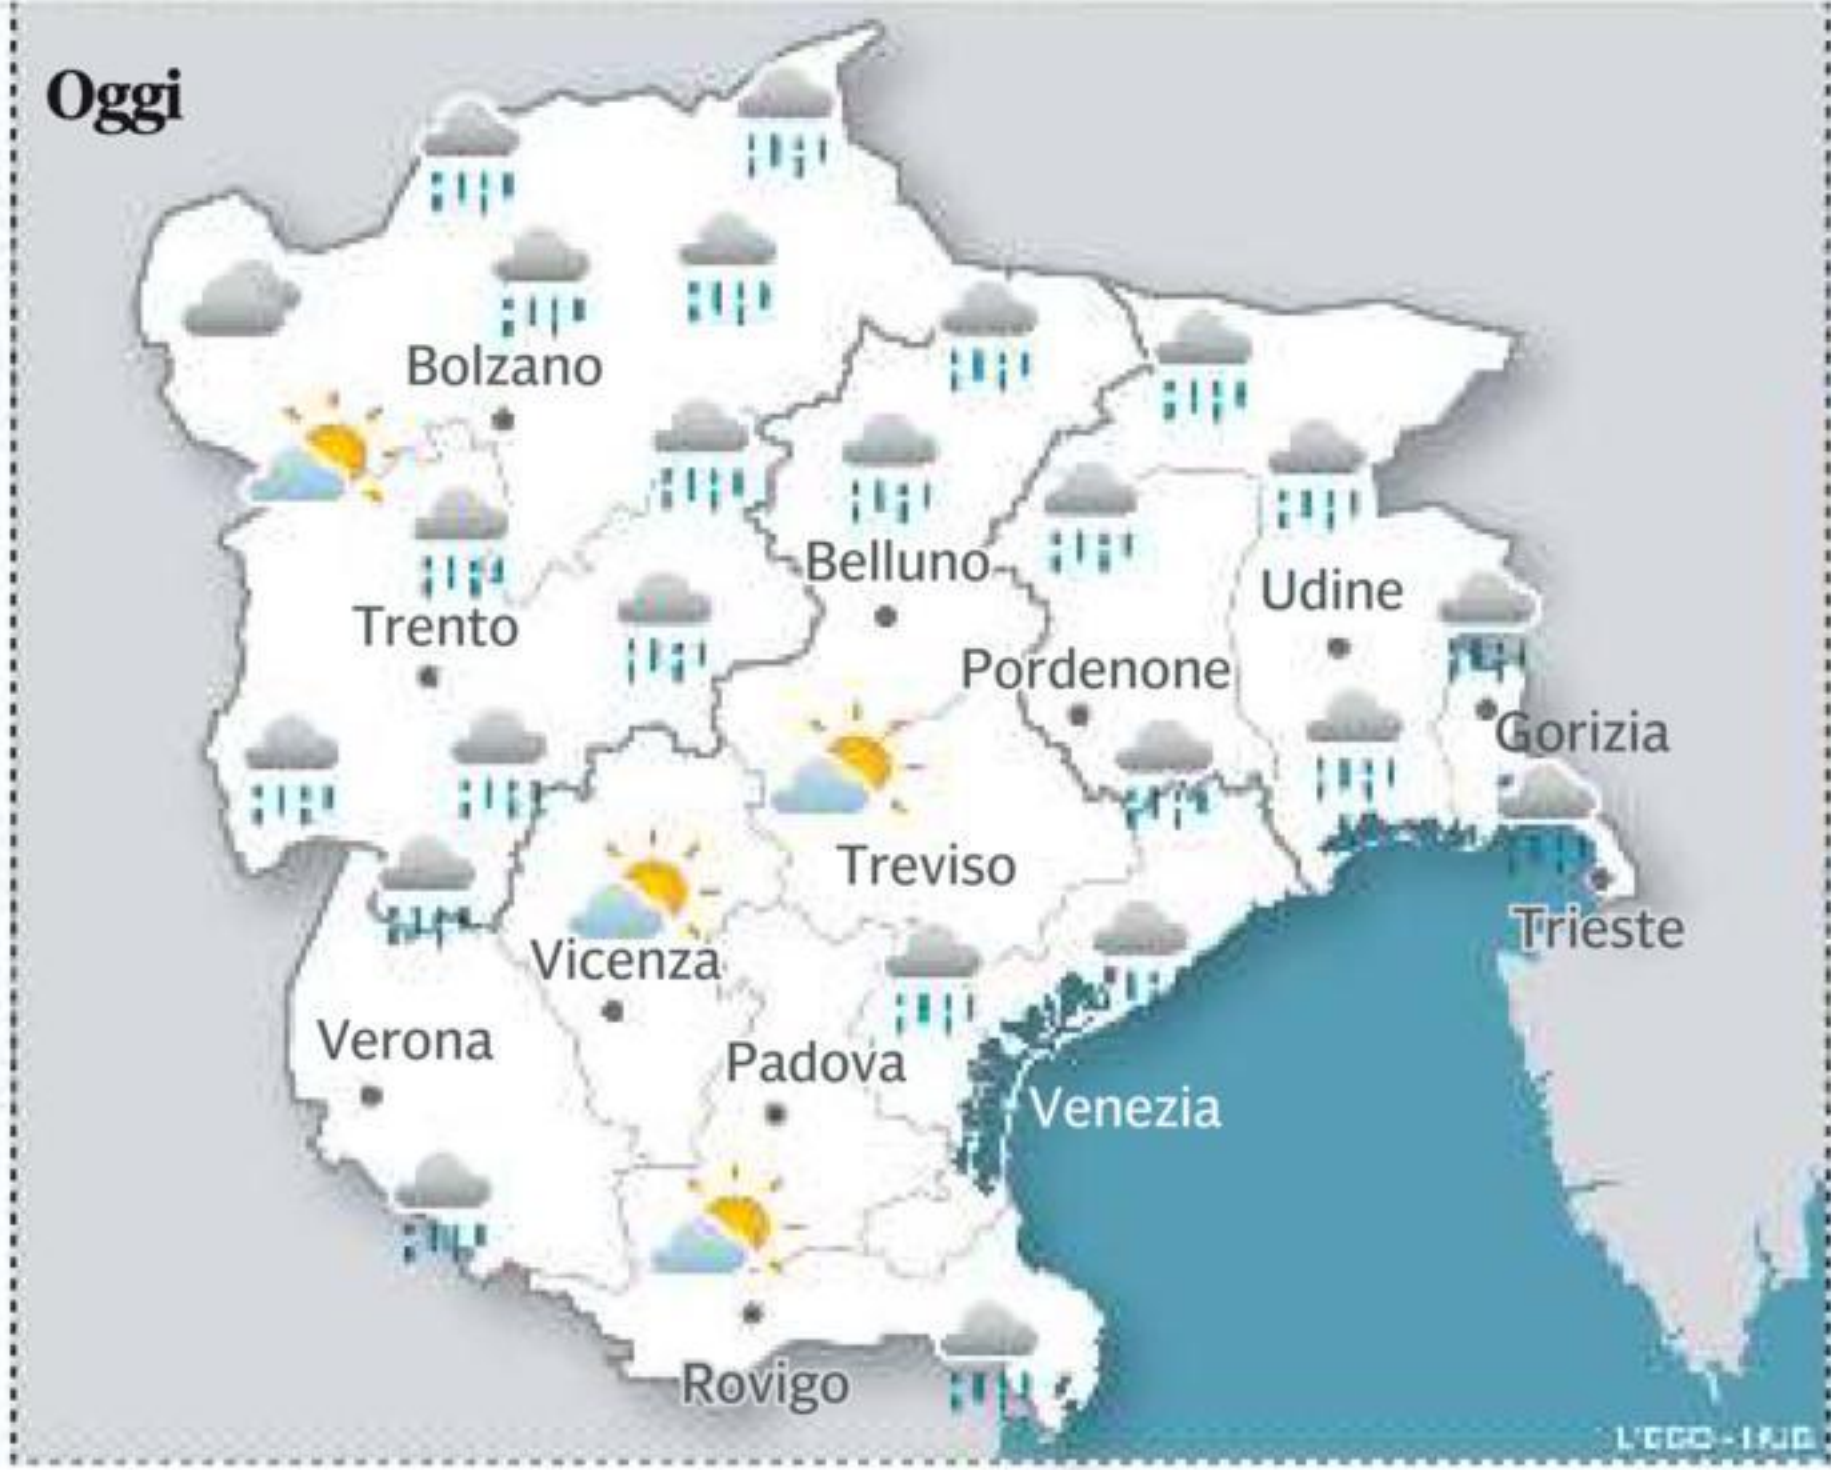 Oggi
Bolzano
Belluno
Udine
Trento
Pordenone
Gorizia
Treviso
Trieste
Vicenza
Verona
Padova
Venezia
Rovigo